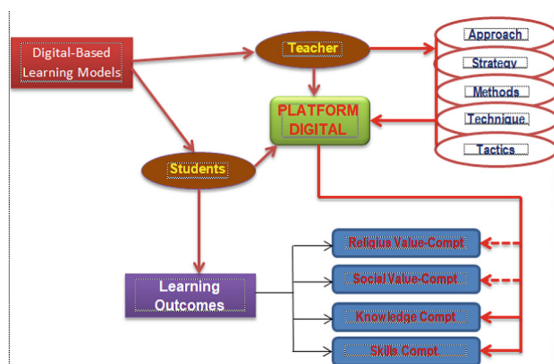 Digital-Based
Learning Models
Teacher
Approach
Strategy
Methods
Technique
Tactics
PLATFORM
DIGITAL
Students
Learning
Outcomes
Religius Value-Compt
Social Value-Compt
Knowledge Compt
Skills Compt